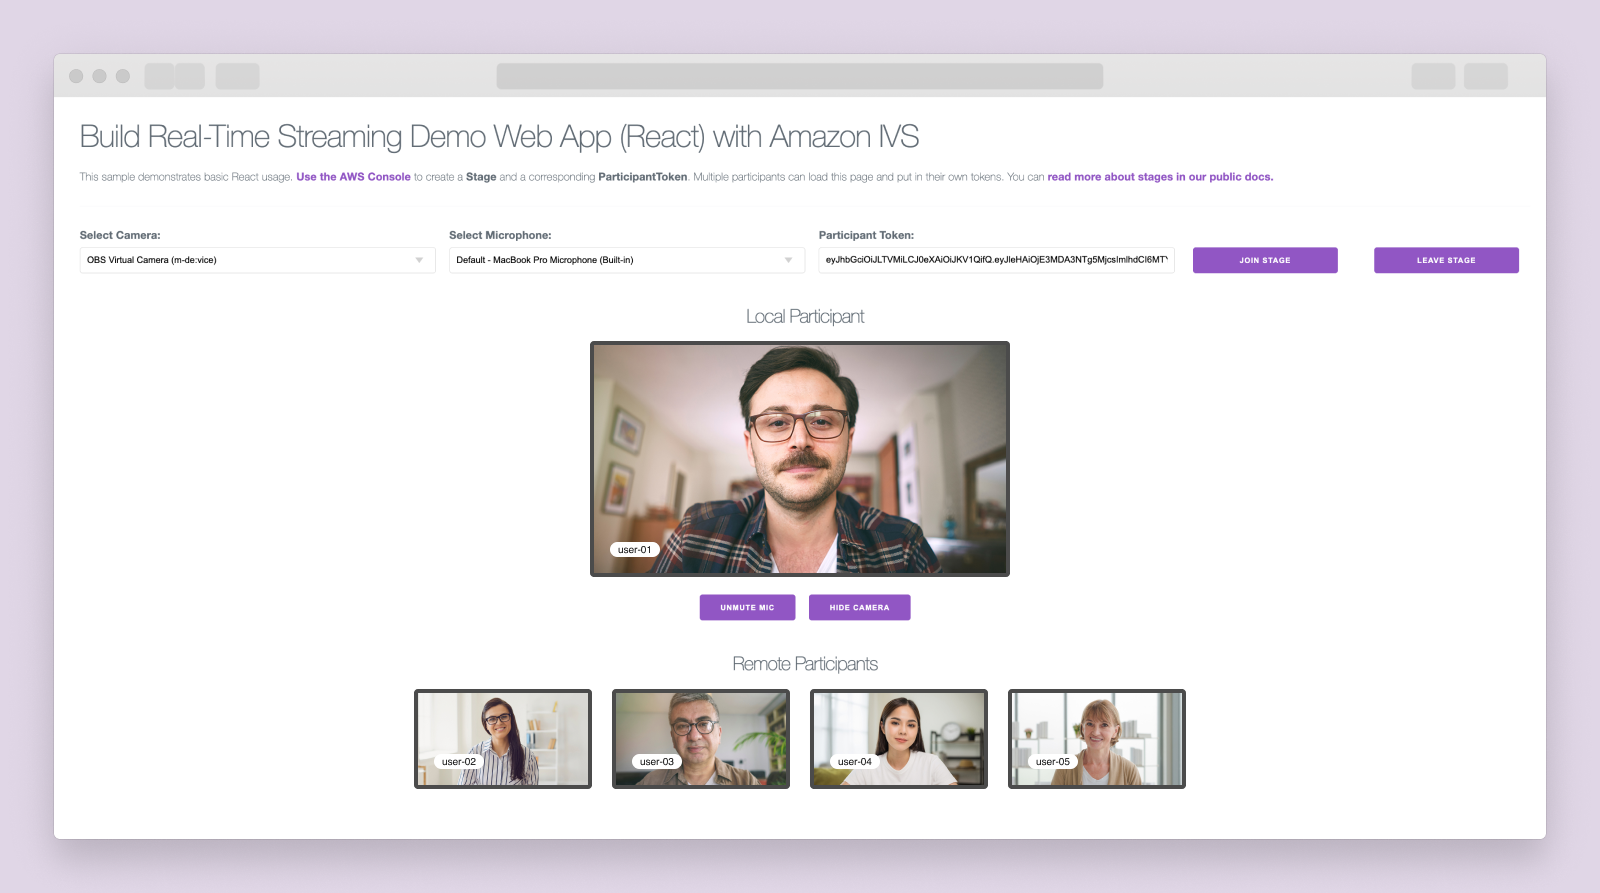 Build Real-Time Streaming Demo Web App (React) with Amazon IVS
This sample demonstrates basic React usage. Use the AWS Console to create a Stage and a corresponding ParticipantToken. Multiple participants can load this page and put in their own tokens. You can read more about stages in our public docs.
Select Camera:
Select Microphone:
Participant Token:
OBS Virtual Camera (m-de:vice)
Default - MacBook Pro Microphone (Built-in)
JOIN STAGE
LEAVE STAGE
Local Participant
user-01
UNMUTE MIC
HIDE CAMERA
Remote Participants
user-02
user-03
user-04
user-05